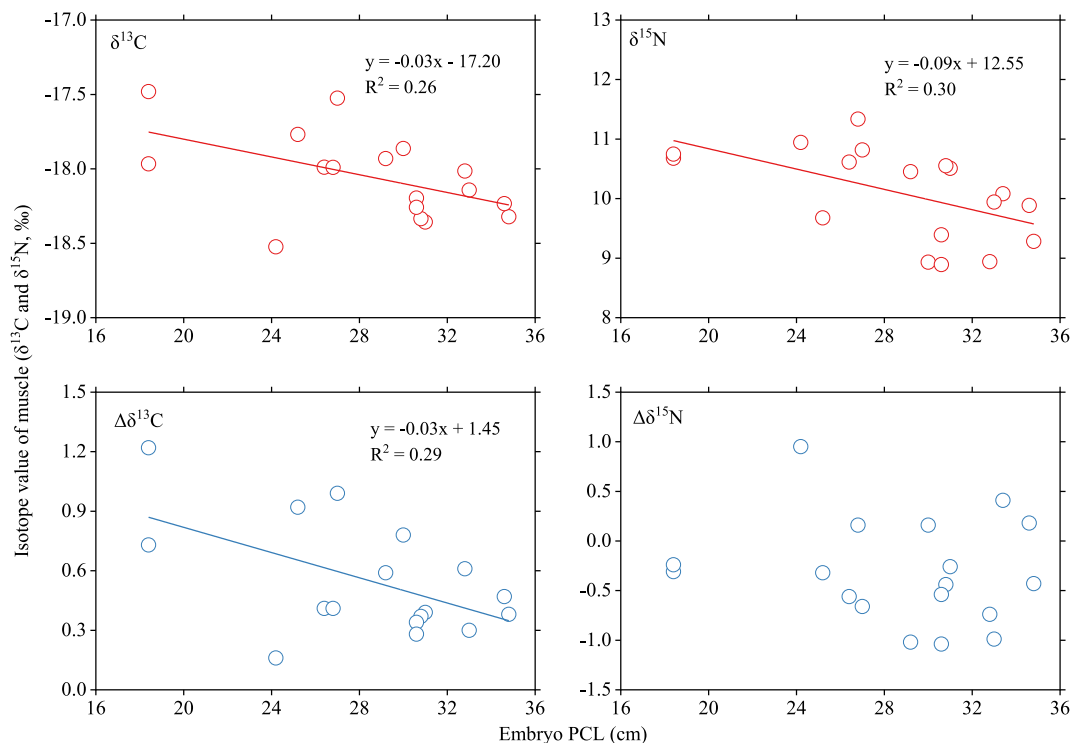 Isotope value of muscle (δ¹³C and δ¹⁵N, ‰)
-17.0
-17.5
-18.0
-18.5
-19.0
δ¹³C
y = -0.03x - 17.20
R² = 0.26
16 20 24 28 32 36
13
12
11
10
9
8
δ¹⁵N
y = -0.09x + 12.55
R² = 0.30
16 20 24 28 32 36
1.5
1.2
0.9
0.6
0.3
0.0
Δδ¹³C
y = -0.03x + 1.45
R² = 0.29
16 20 24 28 32 36
1.5
1.0
0.5
0.0
-0.5
-1.0
-1.5
Δδ¹⁵N
16 20 24 28 32 36
Embryo PCL (cm)